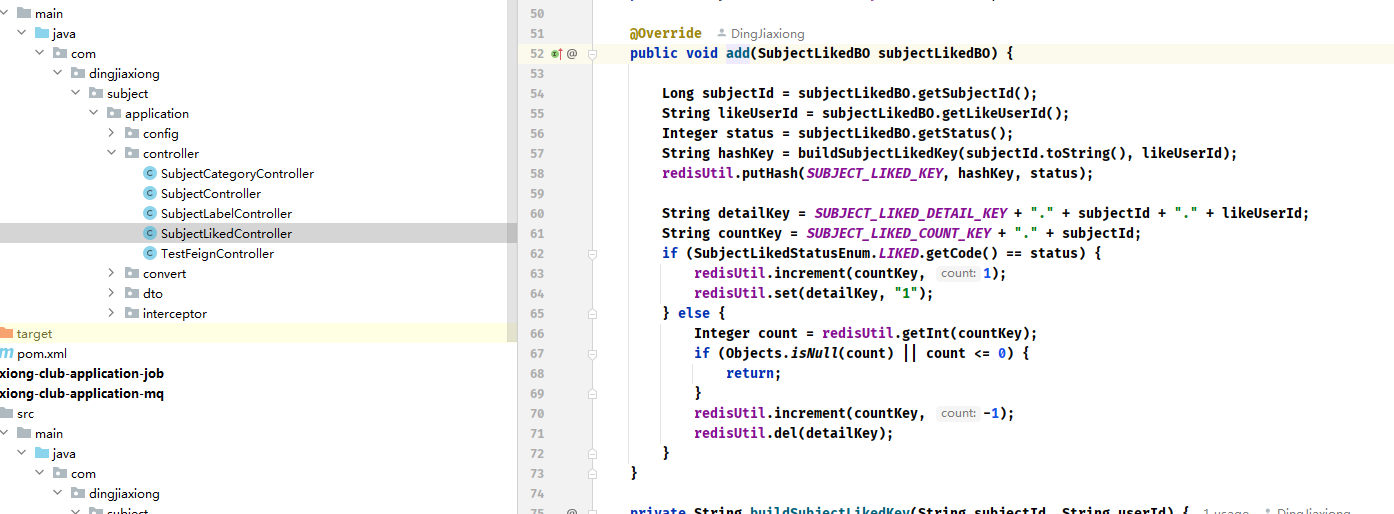 main
java
com
dingjiaxiong
subject
application
config
controller
SubjectCategoryController
SubjectController
SubjectLabelController
SubjectLikedController
TestFeignController
convert
dto
interceptor
target
pom.xml
xiong-club-application-job
xiong-club-application-mq
src
main
java
com
dingjiaxiong
subject
50
51 @Override DingJiaxiong
52 @ public void add(SubjectLikedBO subjectLikedBO) {
53
54 Long subjectId = subjectLikedBO.getSubjectId();
55 String likeUserId = subjectLikedBO.getLikeUserId();
56 Integer status = subjectLikedBO.getStatus();
57 String hashKey = buildSubjectLikedKey(subjectId.toString(), likeUserId);
58 redisUtil.putHash(SUBJECT_LIKED_KEY, hashKey, status);
59
60 String detailKey = SUBJECT_LIKED_DETAIL_KEY + "." + subjectId + "." + likeUserId;
61 String countKey = SUBJECT_LIKED_COUNT_KEY + "." + subjectId;
62 if (SubjectLikedStatusEnum.LIKED.getCode() == status) {
63 redisUtil.increment(countKey, count: 1);
64 redisUtil.set(detailKey, "1");
65 } else {
66 Integer count = redisUtil.getInt(countKey);
67 if (Objects.isNull(count) || count <= 0) {
68 return;
69 }
70 redisUtil.increment(countKey, count: -1);
71 redisUtil.del(detailKey);
72 }
73 }
74
75 @ private String buildSubjectLikedKey(String subjectId, String userId) { 1 usage DingJiaxiong